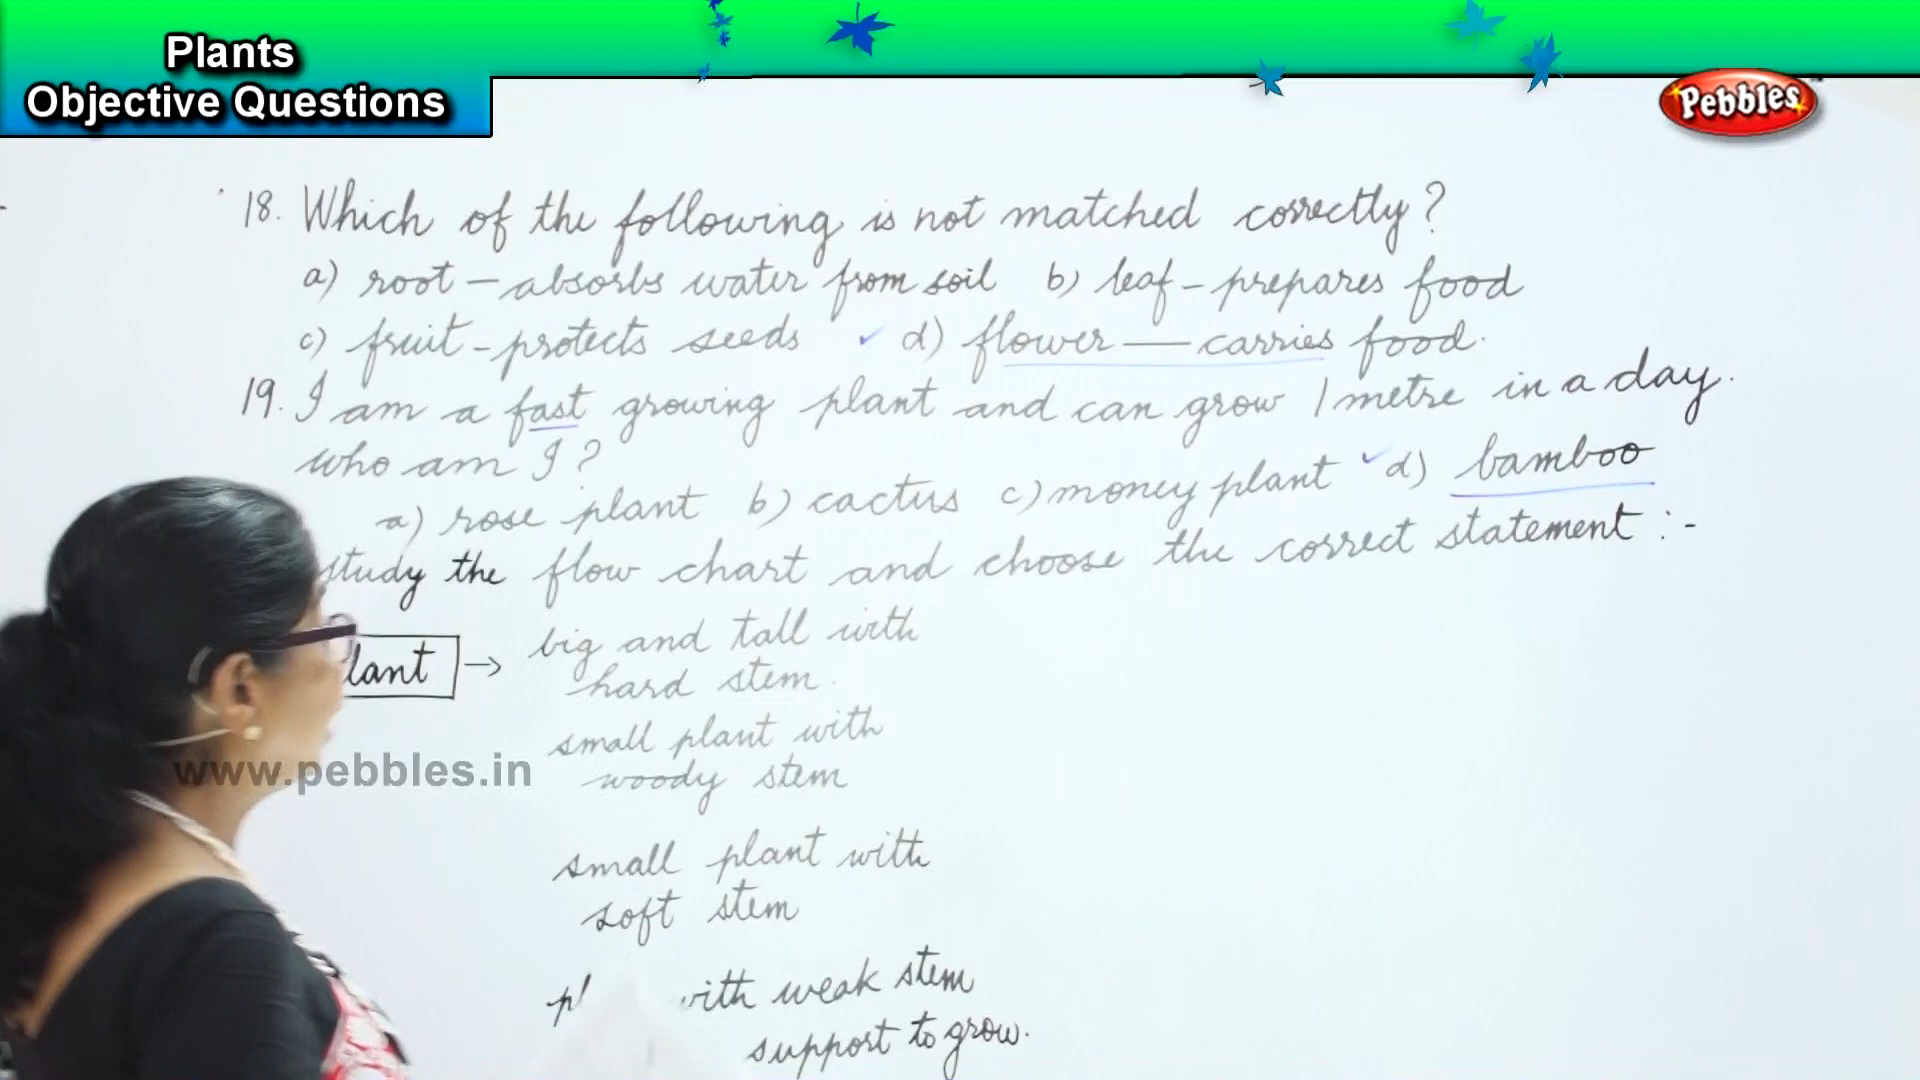 Plants
Objective Questions
Pebbles
18. Which of the following is not matched correctly?
a) root — absorbs water from soil b) leaf - prepares food
c) fruit - protects seeds ✓ d) flower — carries food.
19. I am a fast growing plant and can grow 1 metre in a day.
who am I?
a) rose plant b) cactus c) money plant ✓ d) bamboo
study the flow chart and choose the correct statement :-
lant → big and tall with
hard stem.
small plant with
woody stem
www.pebbles.in
small plant with
soft stem
with weak stem
support to grow.